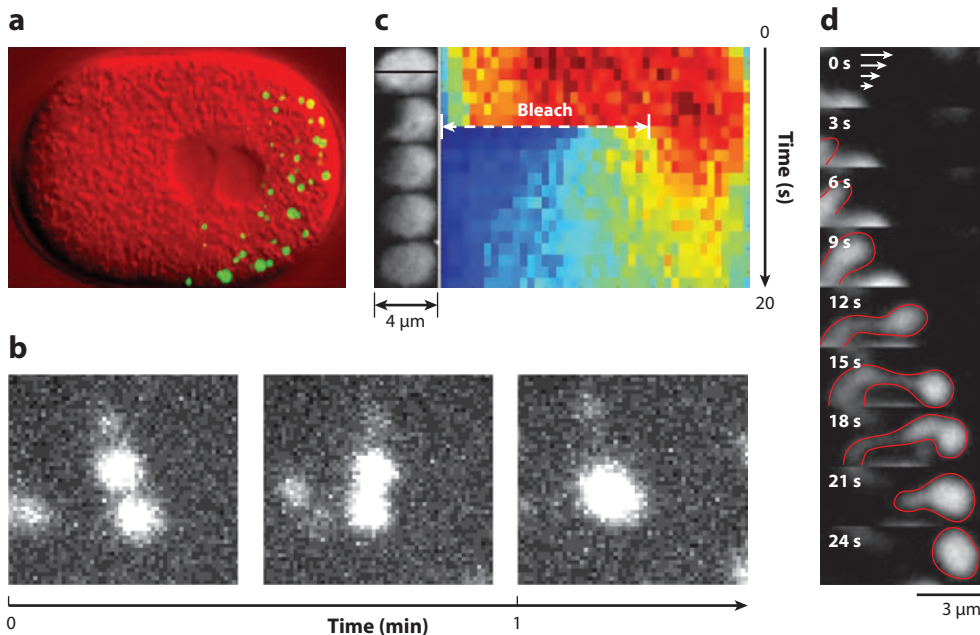 a
c
0
Bleach
Time (s)
20
4 μm
b
0
Time (min)
1
d
0 s
3 s
6 s
9 s
12 s
15 s
18 s
21 s
24 s
3 μm